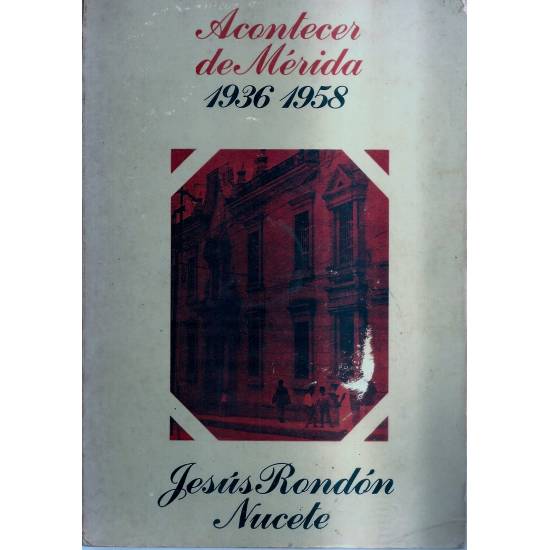 Acontecer
de Mérida
1936 1958
Jesús Rondón
Nucete